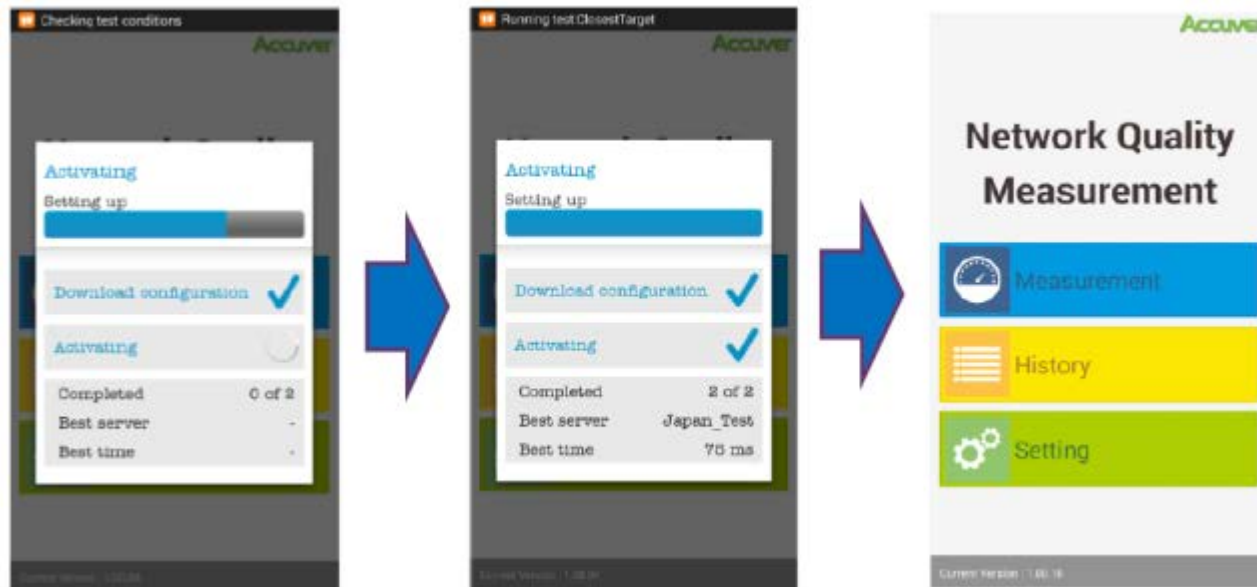 Checking test conditions
Accuver
Activating
Setting up
Download configuration
Activating
Completed 0 of 2
Best server -
Best time -
Running test ClosestTarget
Accuver
Activating
Setting up
Download configuration
Activating
Completed 2 of 2
Best server Japan_Test
Best time 75 ms
Accuver
Network Quality
Measurement
Measurement
History
Setting
Current Version